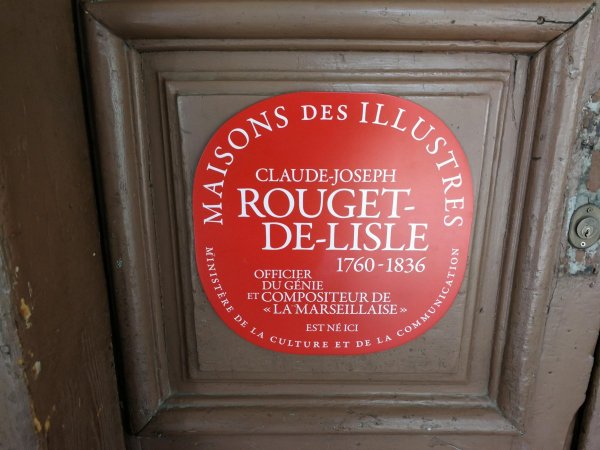 MAISONS DES ILLUSTRES
CLAUDE-JOSEPH
ROUGET-
DE-LISLE
1760-1836
OFFICIER
DU GÉNIE
ET COMPOSITEUR DE
« LA MARSEILLAISE »
EST NÉ ICI
MINISTÈRE DE LA CULTURE ET DE LA COMMUNICATION